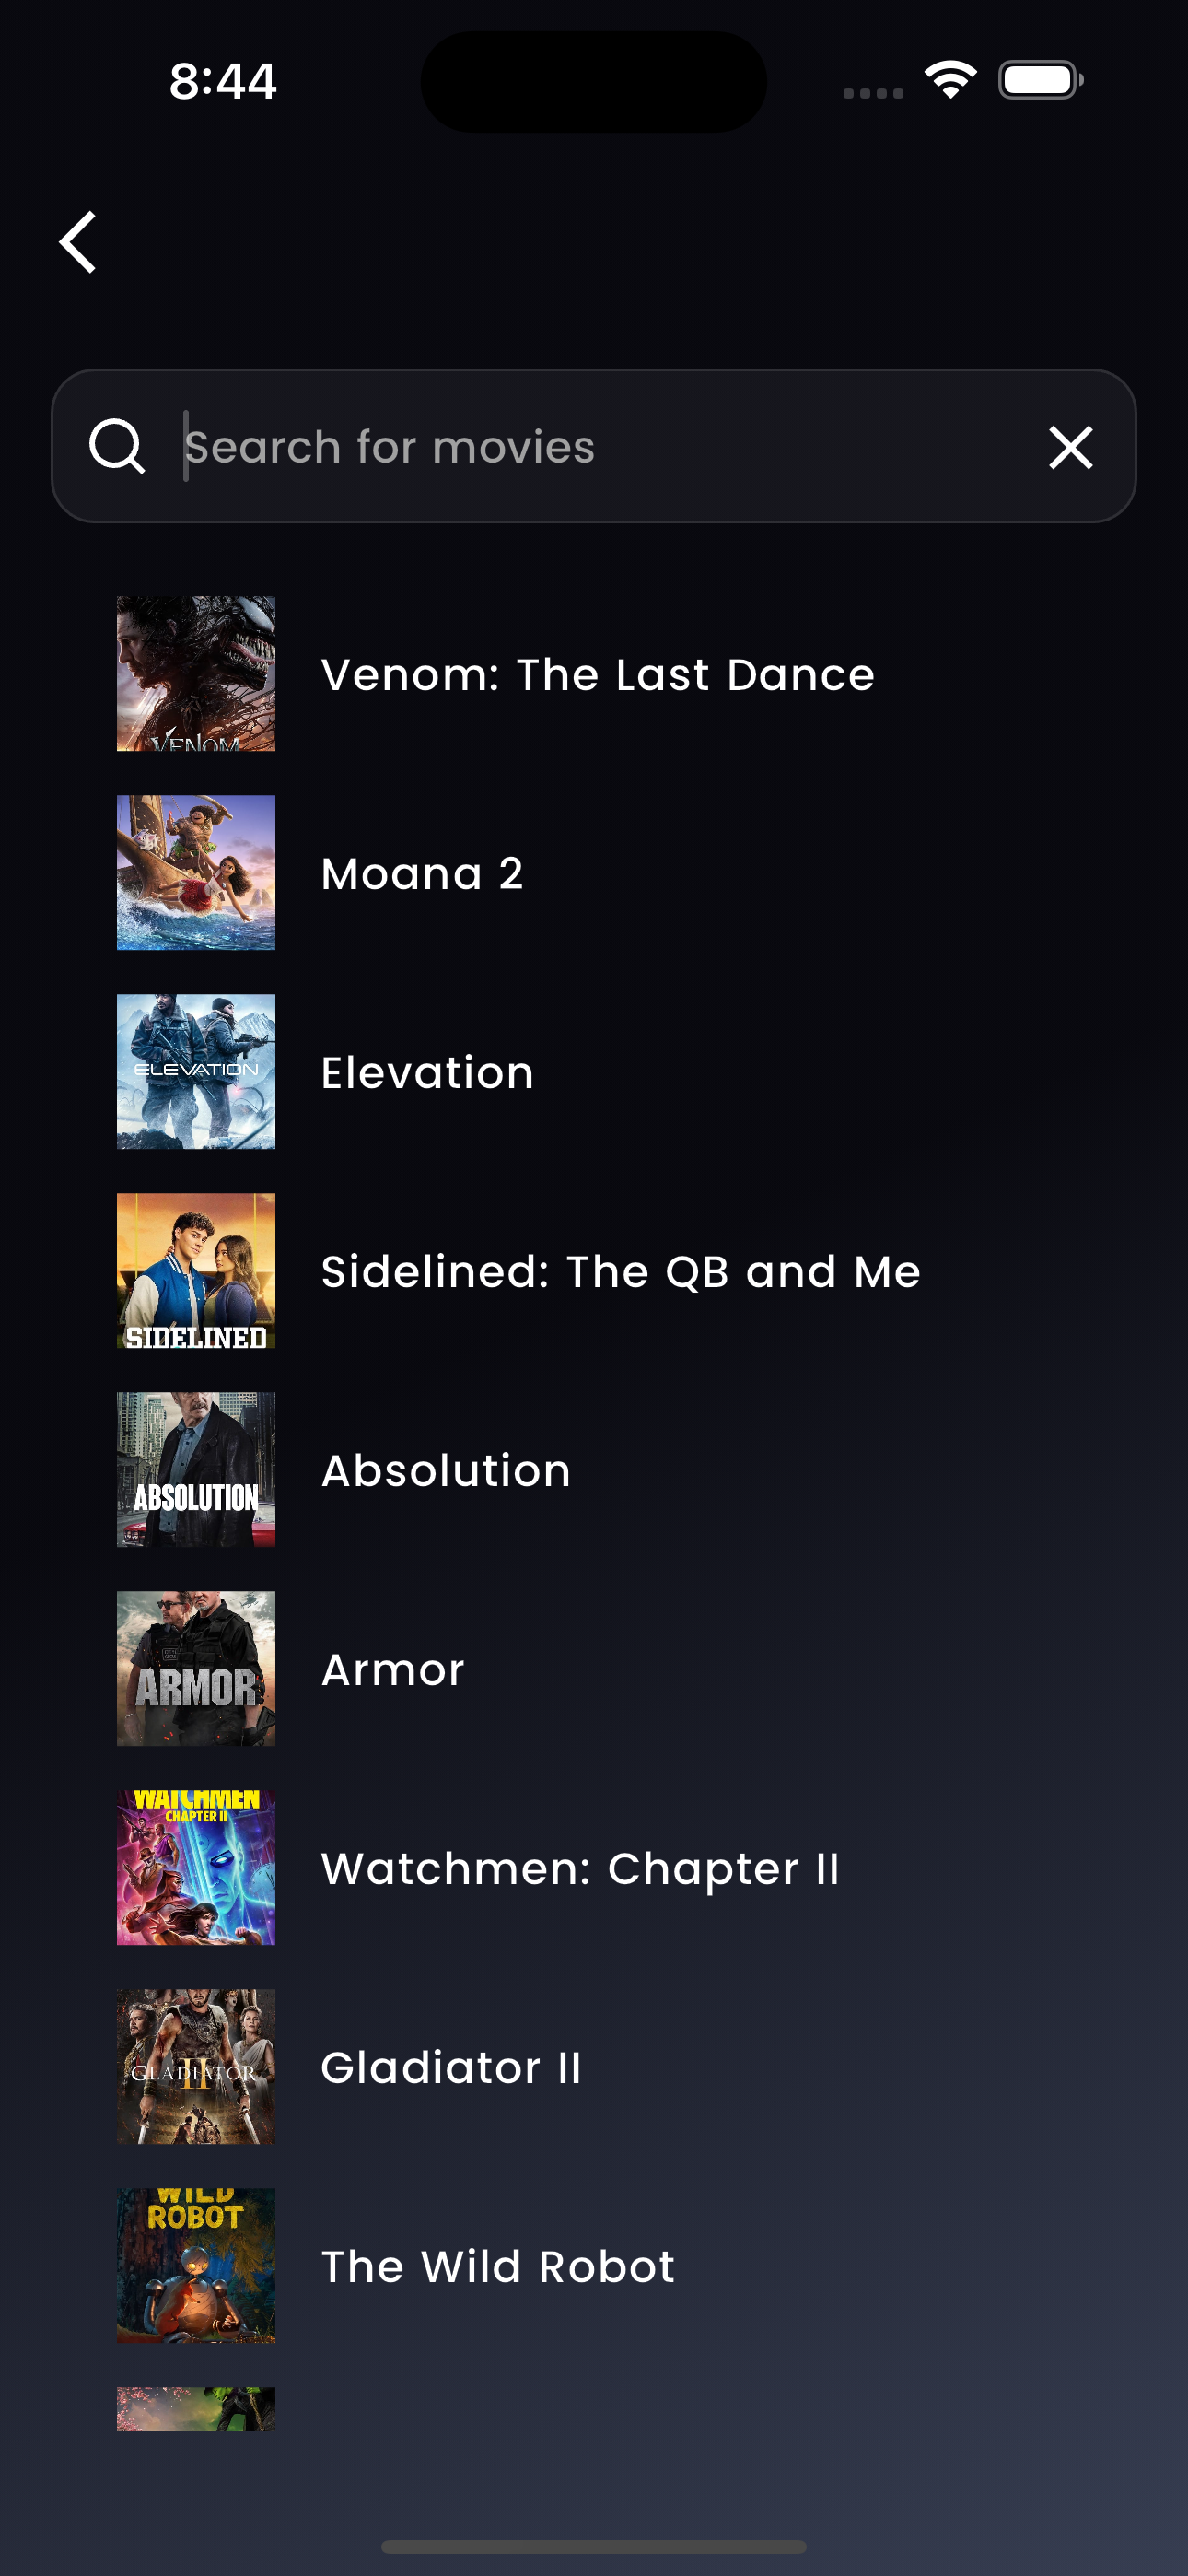 8:44
Search for movies
VENOM
Venom: The Last Dance
Moana 2
ELEVATION
Elevation
SIDELINED
Sidelined: The QB and Me
ABSOLUTION
Absolution
ARMOR
Armor
WATCHMEN
CHAPTER II
Watchmen: Chapter II
GLADIATOR
II
Gladiator II
WILD
ROBOT
The Wild Robot